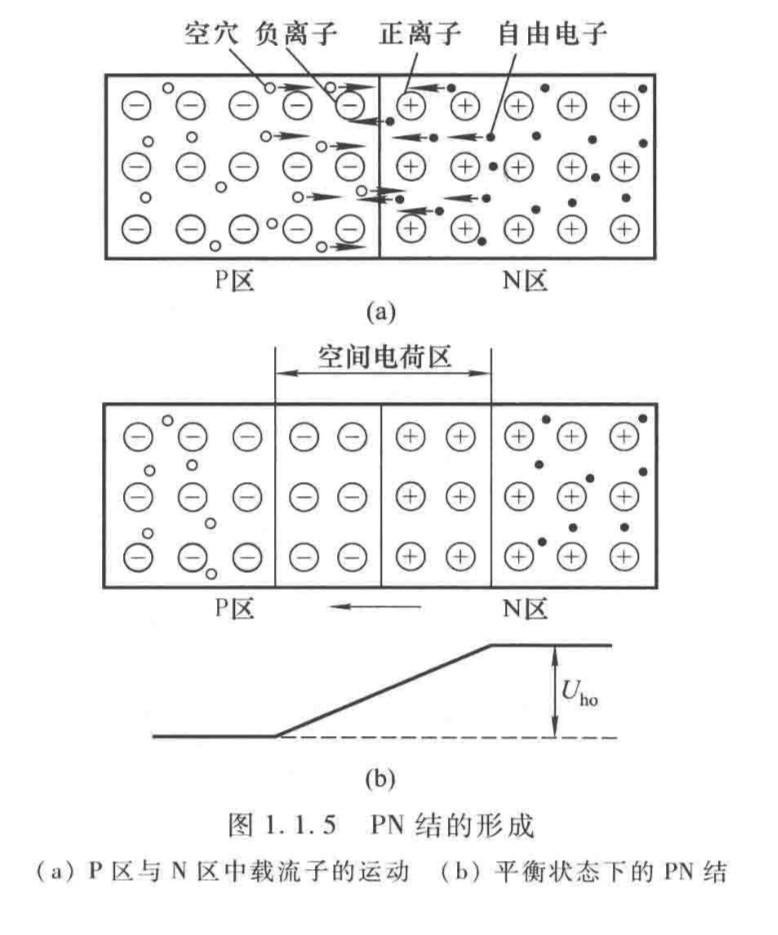 空穴 负离子 正离子 自由电子
P区 N区
(a)
空间电荷区
P区 N区
Uho
(b)
图 1.1.5 PN 结的形成
(a) P 区与 N 区中载流子的运动 (b) 平衡状态下的 PN 结